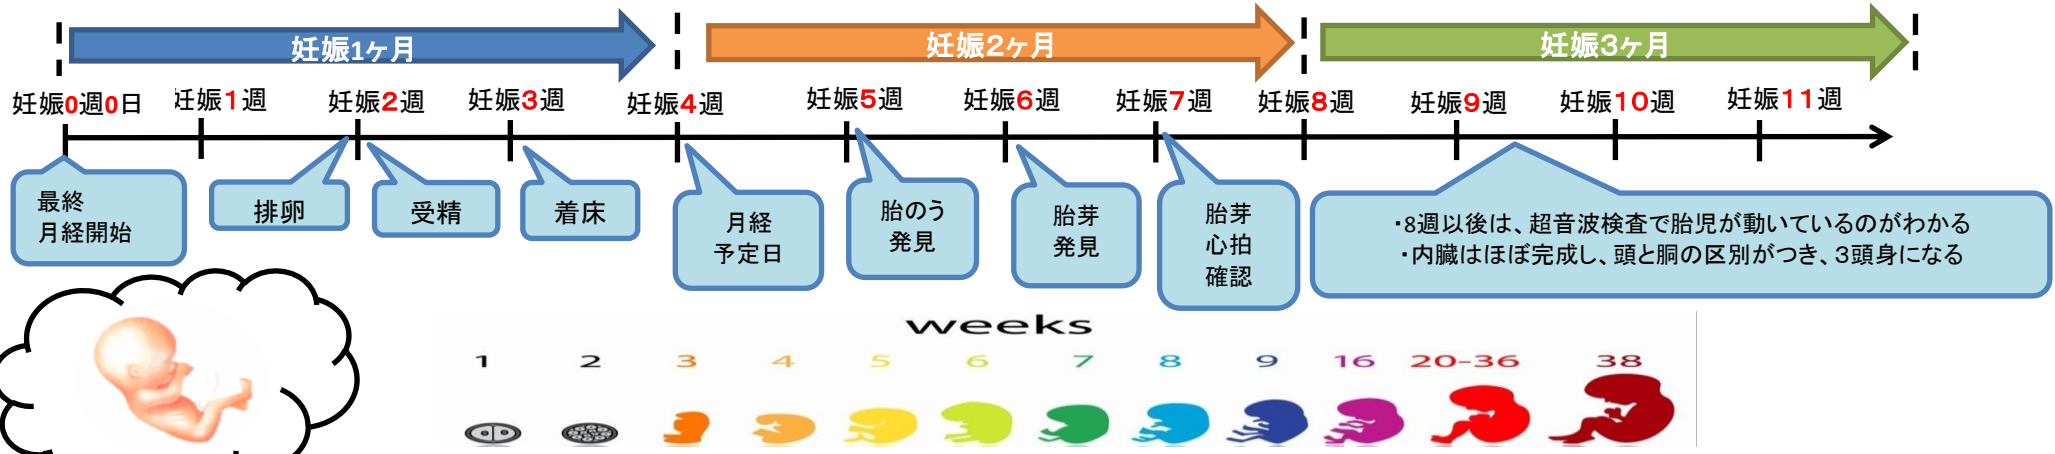 妊娠1ヶ月
妊娠2ヶ月
妊娠3ヶ月
妊娠0週0日
妊娠1週
妊娠2週
妊娠3週
妊娠4週
妊娠5週
妊娠6週
妊娠7週
妊娠8週
妊娠9週
妊娠10週
妊娠11週
最終
月経開始
排卵
受精
着床
月経
予定日
胎のう
発見
胎芽
発見
胎芽
心拍
確認
・8週以後は、超音波検査で胎児が動いているのがわかる
・内臓はほぼ完成し、頭と胴の区別がつき、3頭身になる
weeks
1 2 3 4 5 6 7 8 9 16 20-36 38